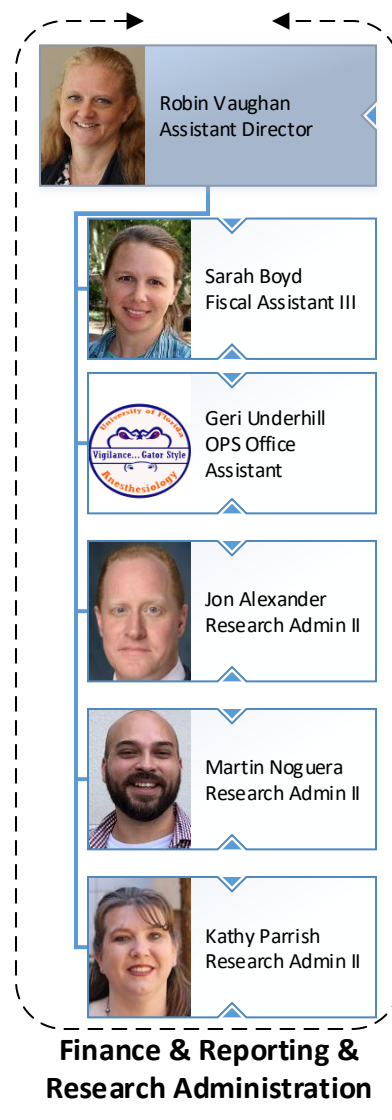 Robin Vaughan
Assistant Director
Sarah Boyd
Fiscal Assistant III
University of Florida
Vigilance... Gator Style
Anesthesiology
Geri Underhill
OPS Office
Assistant
Jon Alexander
Research Admin II
Martin Noguera
Research Admin II
Kathy Parrish
Research Admin II
Finance & Reporting &
Research Administration